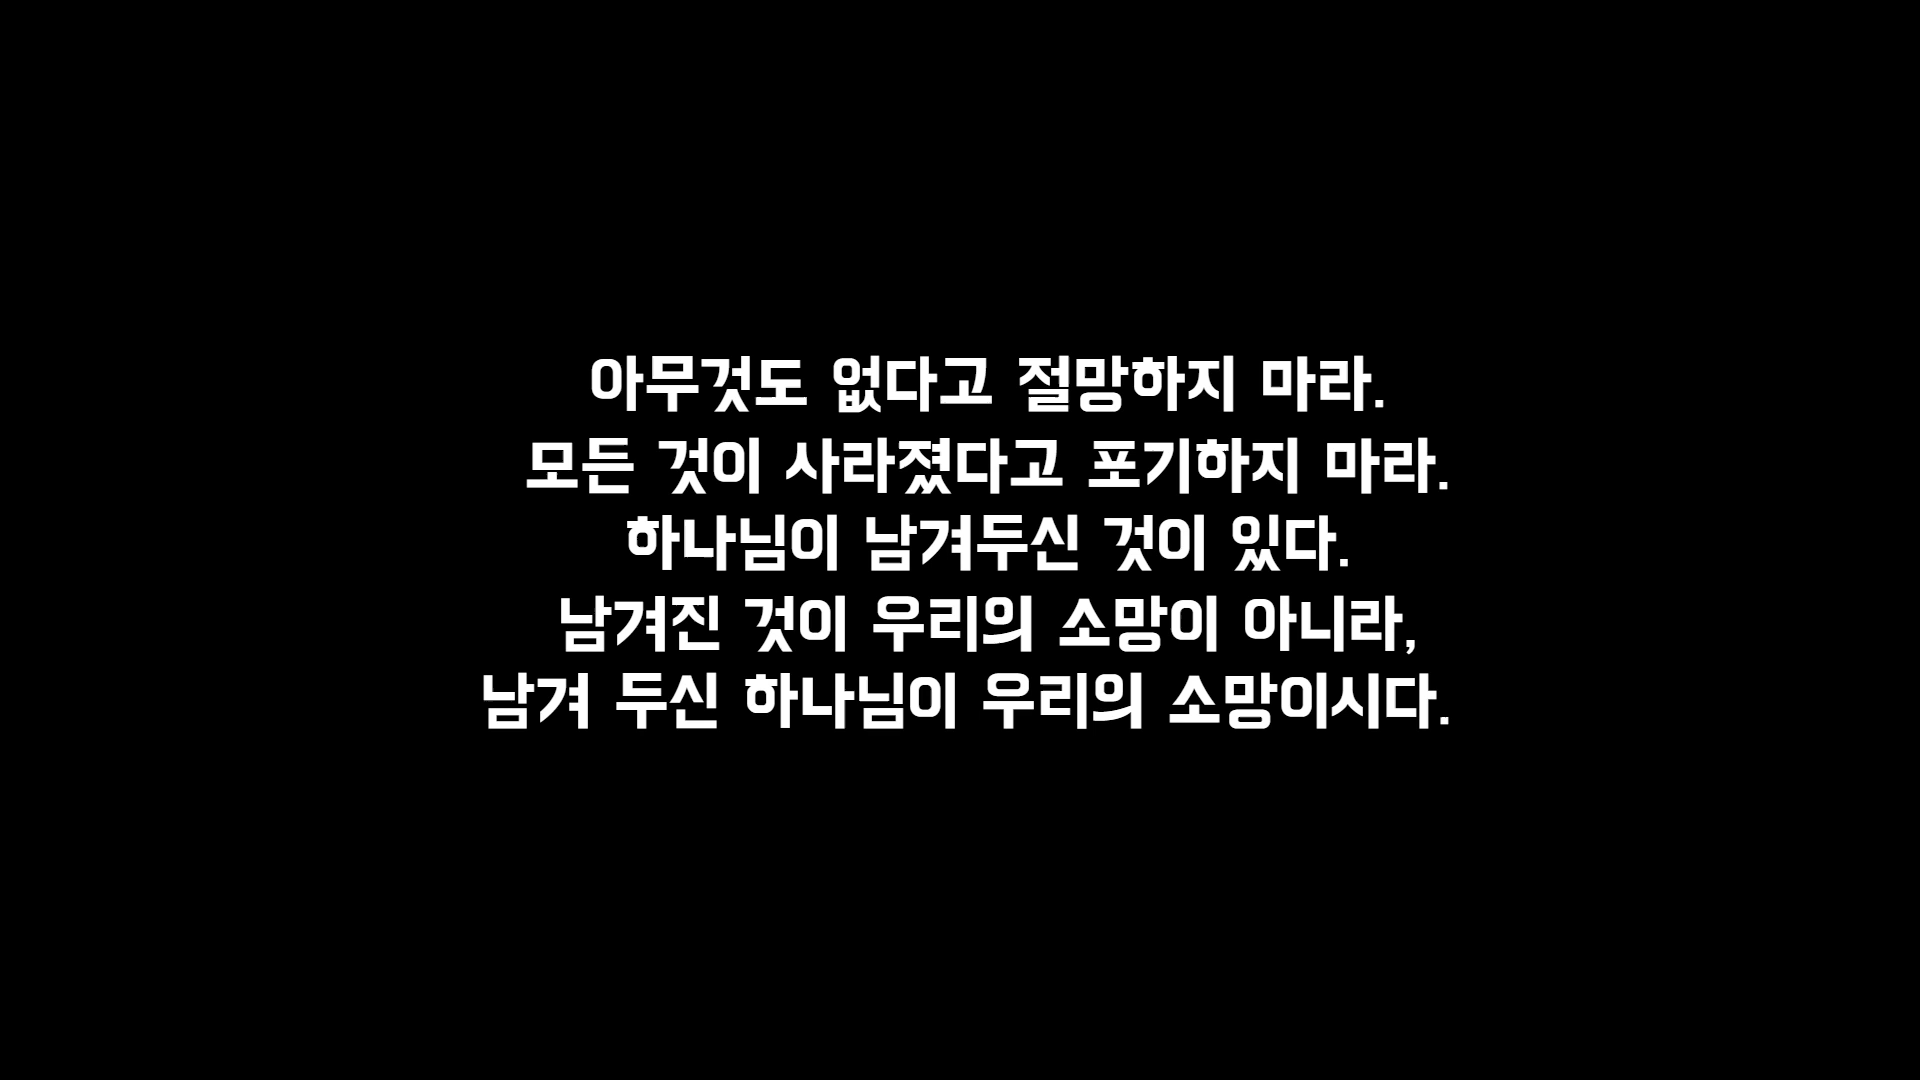 아무것도 없다고 절망하지 마라.
모든 것이 사라졌다고 포기하지 마라.
하나님이 남겨두신 것이 있다.
남겨진 것이 우리의 소망이 아니라,
남겨 두신 하나님이 우리의 소망이시다.